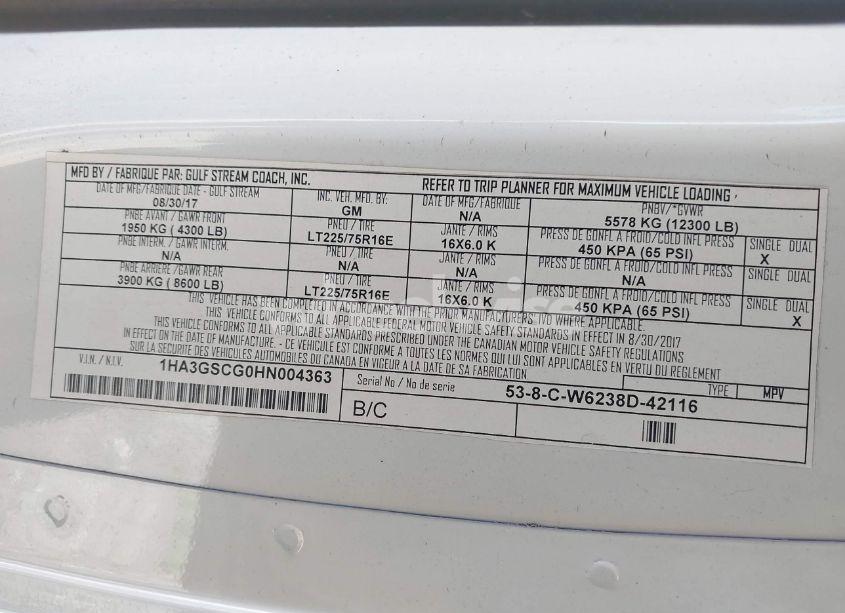 MFD BY / FABRIQUE PAR: GULF STREAM COACH, INC. REFER TO TRIP PLANNER FOR MAXIMUM VEHICLE LOADING
DATE OF MFG/FABRIQUE DATE - GULF STREAM INC. VEH. MFD. BY: DATE OF MFG/FABRIQUE PNBV/*GVWR
08/30/17 GM N/A 5578 KG (12300 LB)
PNBE AVANT / GAWR FRONT PNEU / TIRE JANTE / RIMS PRESS DE GONFL A FROID/COLD INFL PRESS SINGLE DUAL
1950 KG ( 4300 LB) LT225/75R16E 16X6.0 K 450 KPA (65 PSI) X
PNBE INTERM. / GAWR INTERM. PNEU / TIRE JANTE / RIMS PRESS DE GONFL A FROID/COLD INFL PRESS
N/A N/A N/A N/A
PNBE ARRIERE /GAWR REAR PNEU / TIRE JANTE / RIMS PRESS DE GONFL A FROID/COLD INFL PRESS SINGLE DUAL
3900 KG ( 8600 LB) LT225/75R16E 16X6.0 K 450 KPA (65 PSI) X
THIS VEHICLE HAS BEEN COMPLETED IN ACCORDANCE WITH THE PRIOR MANUFACTURERS, IVD WHERE APPLICABLE.
THIS VEHICLE CONFORMS TO ALL APPLICABLE FEDERAL MOTOR VEHICLE SAFETY STANDARDS IN EFFECT IN 8/30/2017
THIS VEHICLE CONFORMS TO ALL APPLICABLE STANDARDS PRESCRIBED UNDER THE CANADIAN MOTOR VEHICLE SAFETY REGULATIONS
IN EFFECT ON THE DATE OF MANUFACTURE. - CE VEHICULE EST CONFORME A TOUTES LES NORMES QUI LUI SONT APPLICABLES EN VERTU DU REGLEMENT
SUR LA SECURITE DES VEHICULES AUTOMOBILES DU CANADA EN VIGUEUR A LA DATE DE SA FABRICATION
V.I.N. / N.I.V. 1HA3GSCG0HN004363 Serial No / No de serie 53-8-C-W6238D-42116 TYPE MPV
B/C